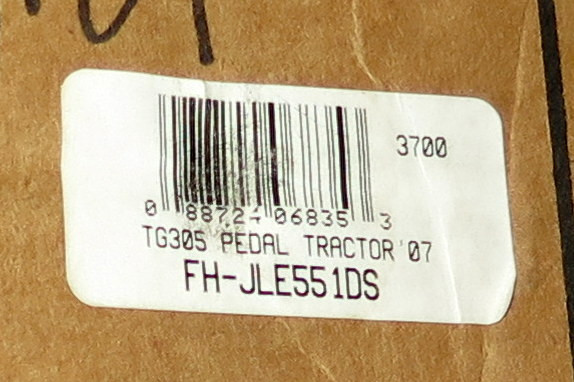 3700
0 88724 06835 3
TG305 PEDAL TRACTOR '07
FH-JLE551DS